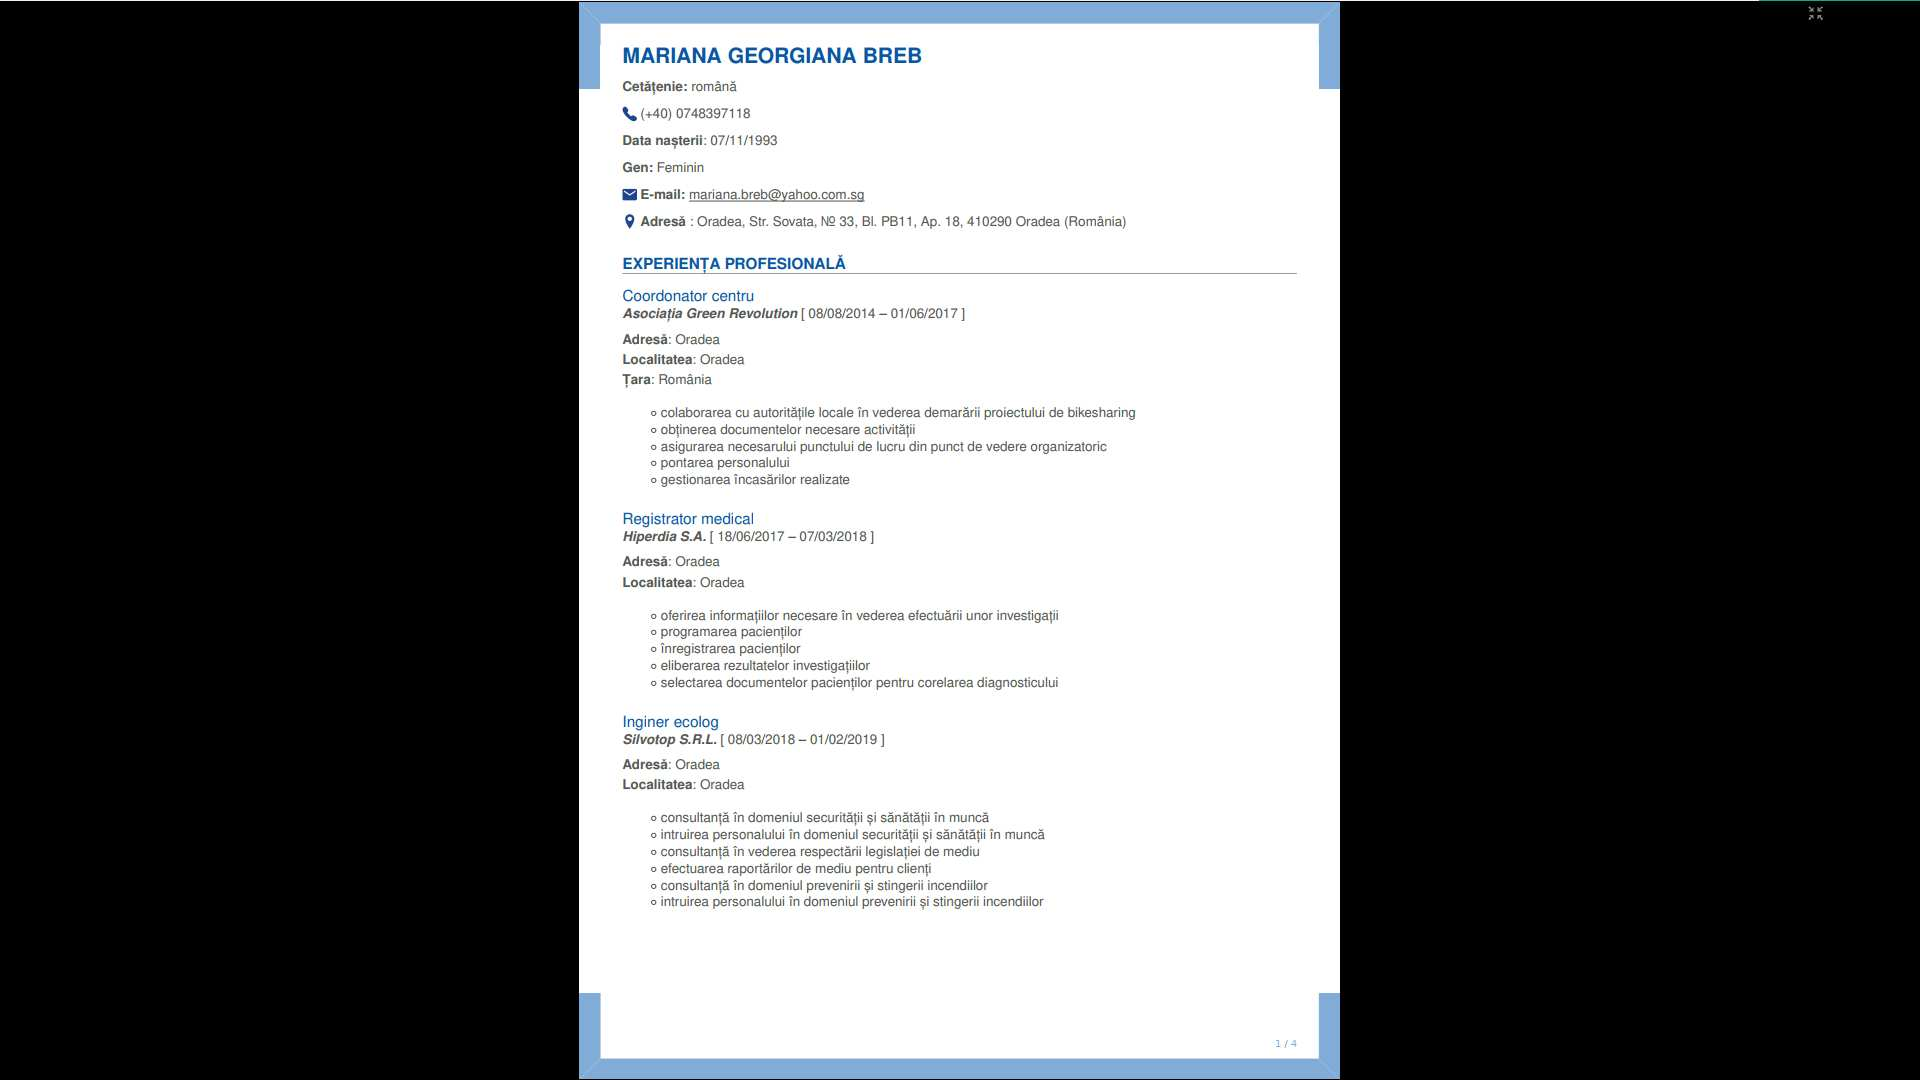 MARIANA GEORGIANA BREB
Cetățenie: română
(+40) 0748397118
Data nașterii: 07/11/1993
Gen: Feminin
E-mail: mariana.breb@yahoo.com.sg
Adresă : Oradea, Str. Sovata, № 33, Bl. PB11, Ap. 18, 410290 Oradea (România)
EXPERIENȚA PROFESIONALĂ
Coordonator centru
Asociația Green Revolution [ 08/08/2014 – 01/06/2017 ]
Adresă: Oradea
Localitatea: Oradea
Țara: România
◦ colaborarea cu autoritățile locale în vederea demarării proiectului de bikesharing
◦ obținerea documentelor necesare activității
◦ asigurarea necesarului punctului de lucru din punct de vedere organizatoric
◦ pontarea personalului
◦ gestionarea încasărilor realizate
Registrator medical
Hiperdia S.A. [ 18/06/2017 – 07/03/2018 ]
Adresă: Oradea
Localitatea: Oradea
◦ oferirea informațiilor necesare în vederea efectuării unor investigații
◦ programarea pacienților
◦ înregistrarea pacienților
◦ eliberarea rezultatelor investigațiilor
◦ selectarea documentelor pacienților pentru corelarea diagnosticului
Inginer ecolog
Silvotop S.R.L. [ 08/03/2018 – 01/02/2019 ]
Adresă: Oradea
Localitatea: Oradea
◦ consultanță în domeniul securității și sănătății în muncă
◦ intruirea personalului în domeniul securității și sănătății în muncă
◦ consultanță în vederea respectării legislației de mediu
◦ efectuarea raportărilor de mediu pentru clienți
◦ consultanță în domeniul prevenirii și stingerii incendiilor
◦ intruirea personalului în domeniul prevenirii și stingerii incendiilor
1 / 4